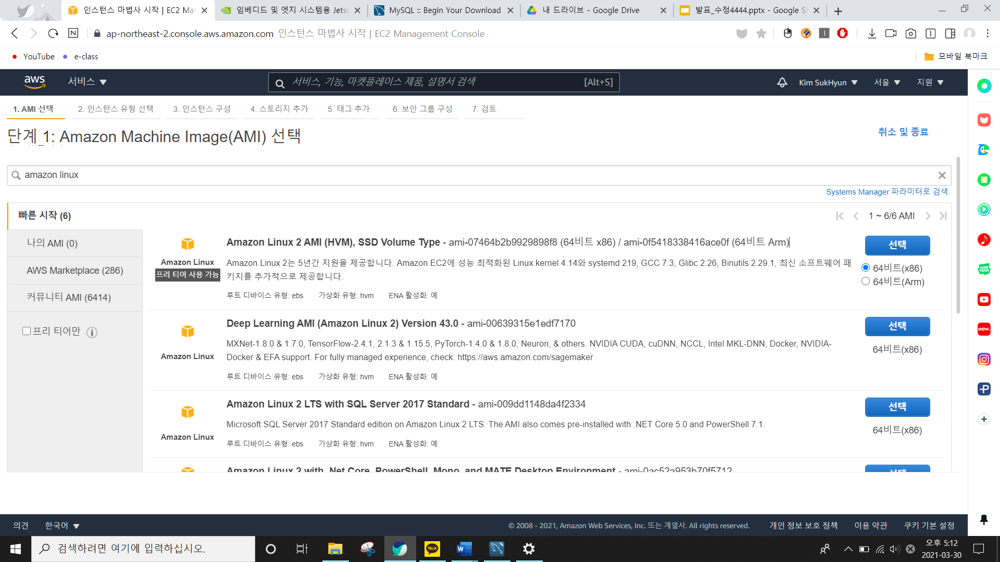 인스턴스 마법사 시작 | EC2 Mar
임베디드 및 엣지 시스템용 Jets
MySQL :: Begin Your Download
내 드라이브 - Google Drive
발표_수정4444.pptx - Google Sl
ap-northeast-2.console.aws.amazon.com 인스턴스 마법사 시작 | EC2 Management Console
YouTube
e-class
모바일 북마크
aws
서비스
서비스, 기능, 마켓플레이스 제품, 설명서 검색 [Alt+S]
Kim SukHyun
서울
지원
1. AMI 선택
2. 인스턴스 유형 선택
3. 인스턴스 구성
4. 스토리지 추가
5. 태그 추가
6. 보안 그룹 구성
7. 검토
단계 1: Amazon Machine Image(AMI) 선택
취소 및 종료
amazon linux
Systems Manager 파라미터로 검색
빠른 시작 (6)
1 ~ 6/6 AMI
나의 AMI (0)
AWS Marketplace (286)
커뮤니티 AMI (6414)
프리 티어만
Amazon Linux
프리 티어 사용 가능
Amazon Linux 2 AMI (HVM), SSD Volume Type - ami-07464b2b9929898f8 (64비트 x86) / ami-0f5418338416ace0f (64비트 Arm)
Amazon Linux 2는 5년간 지원을 제공합니다. Amazon EC2에 성능 최적화된 Linux kernel 4.14와 systemd 219, GCC 7.3, Glibc 2.26, Binutils 2.29.1, 최신 소프트웨어 패
키지를 추가적으로 제공합니다.
루트 디바이스 유형: ebs 가상화 유형: hvm ENA 활성화: 예
선택
64비트(x86)
64비트(Arm)
Amazon Linux
Deep Learning AMI (Amazon Linux 2) Version 43.0 - ami-00639315e1edf7170
MXNet-1.8.0 & 1.7.0, TensorFlow-2.4.1, 2.1.3 & 1.15.5, PyTorch-1.4.0 & 1.8.0, Neuron, & others. NVIDIA CUDA, cuDNN, NCCL, Intel MKL-DNN, Docker, NVIDIA-
Docker & EFA support. For fully managed experience, check: https://aws.amazon.com/sagemaker
루트 디바이스 유형: ebs 가상화 유형: hvm ENA 활성화: 예
선택
64비트(x86)
Amazon Linux
Amazon Linux 2 LTS with SQL Server 2017 Standard - ami-009dd1148da4f2334
Microsoft SQL Server 2017 Standard edition on Amazon Linux 2 LTS. The AMI also comes pre-installed with .NET Core 5.0 and PowerShell 7.1.
루트 디바이스 유형: ebs 가상화 유형: hvm ENA 활성화: 예
선택
64비트(x86)
Amazon Linux 2 with .Net Core, PowerShell, Mono, and MATE Desktop Environment - ami-0ac52a953b70f5712
선택
WEB
TOON
NOW.
의견
한국어
© 2008 - 2021, Amazon Web Services, Inc. 또는 계열사. All rights reserved.
개인 정보 보호 정책
이용 약관
쿠키 기본 설정
검색하려면 여기에 입력하십시오.
TALK
오후 5:12
2021-03-30